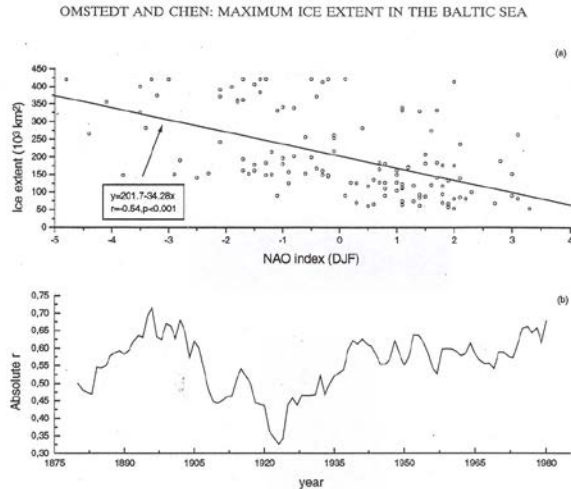 OMSTEDT AND CHEN: MAXIMUM ICE EXTENT IN THE BALTIC SEA
(a)
Ice extent (10³ km²)
450
400
350
300
250
200
150
100
50
0
y=201.7-34.28x
r=-0.54,p<0.001
-5 -4 -3 -2 -1 0 1 2 3 4
NAO index (DJF)
(b)
Absolute r
0,75
0,65
0,60
0,55
0,50
0,45
0,40
0,35
0,30
1875 1890 1905 1920 1935 1950 1965 1980
year